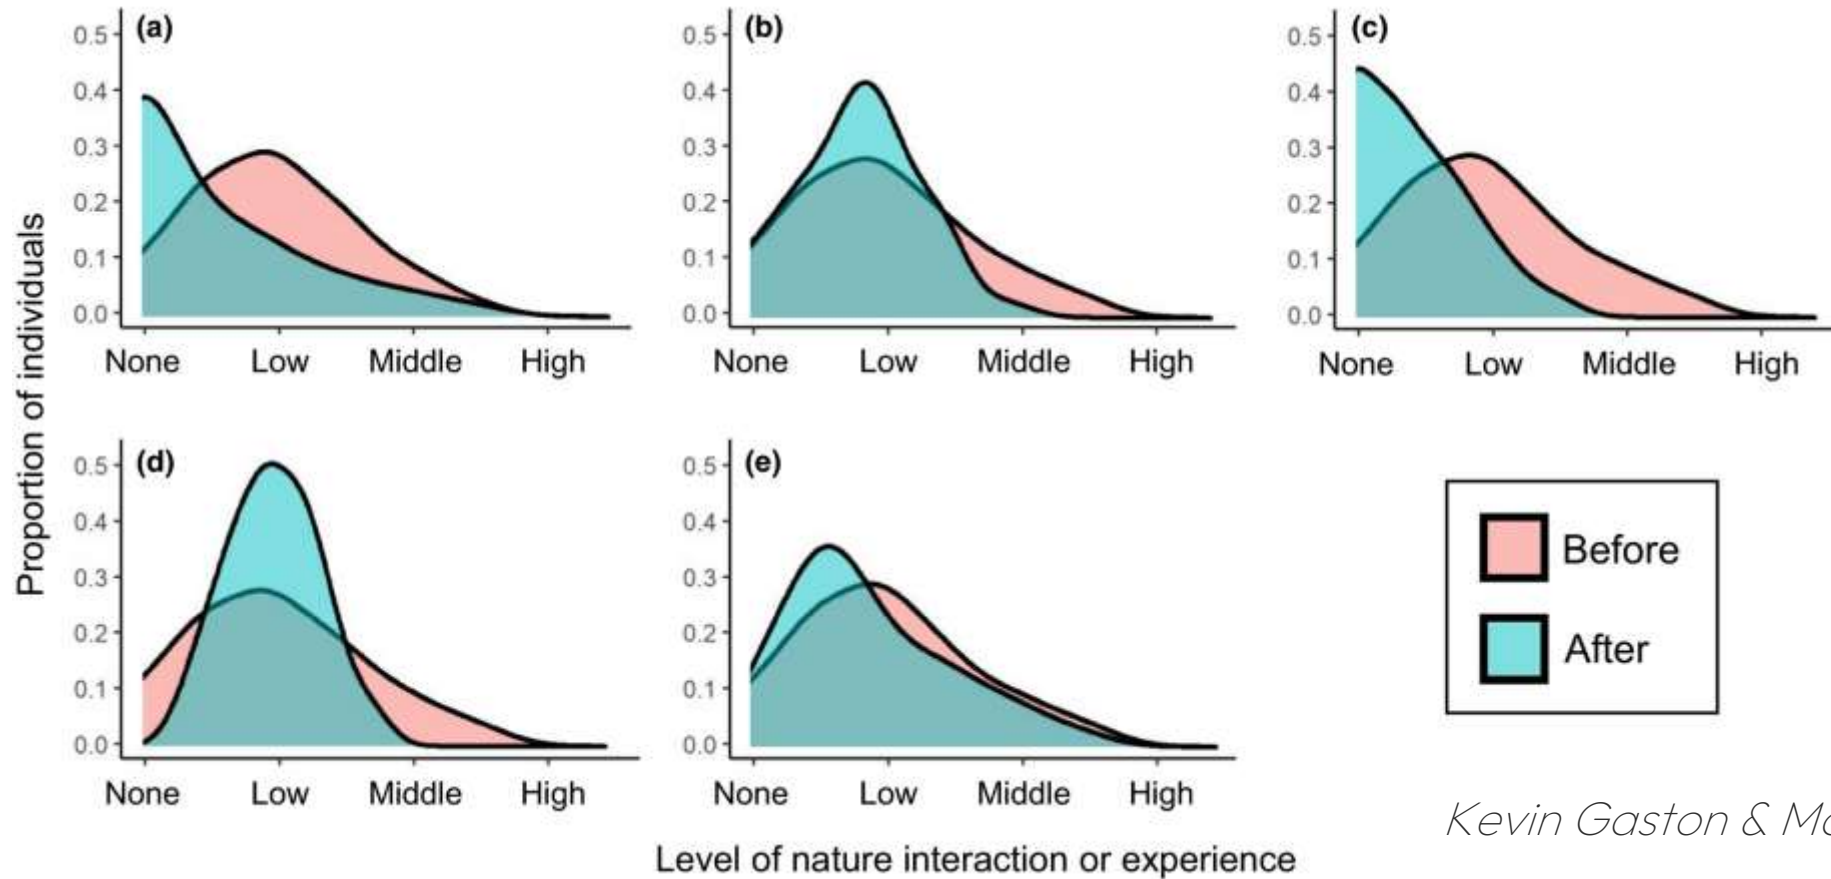 (a)
0.5
0.4
0.3
0.2
0.1
0.0
None Low Middle High
(b)
0.5
0.4
0.3
0.2
0.1
0.0
None Low Middle High
(c)
0.5
0.4
0.3
0.2
0.1
0.0
None Low Middle High
Proportion of individuals
(d)
0.5
0.4
0.3
0.2
0.1
0.0
None Low Middle High
(e)
0.5
0.4
0.3
0.2
0.1
0.0
None Low Middle High
Before
After
Level of nature interaction or experience
Kevin Gaston &